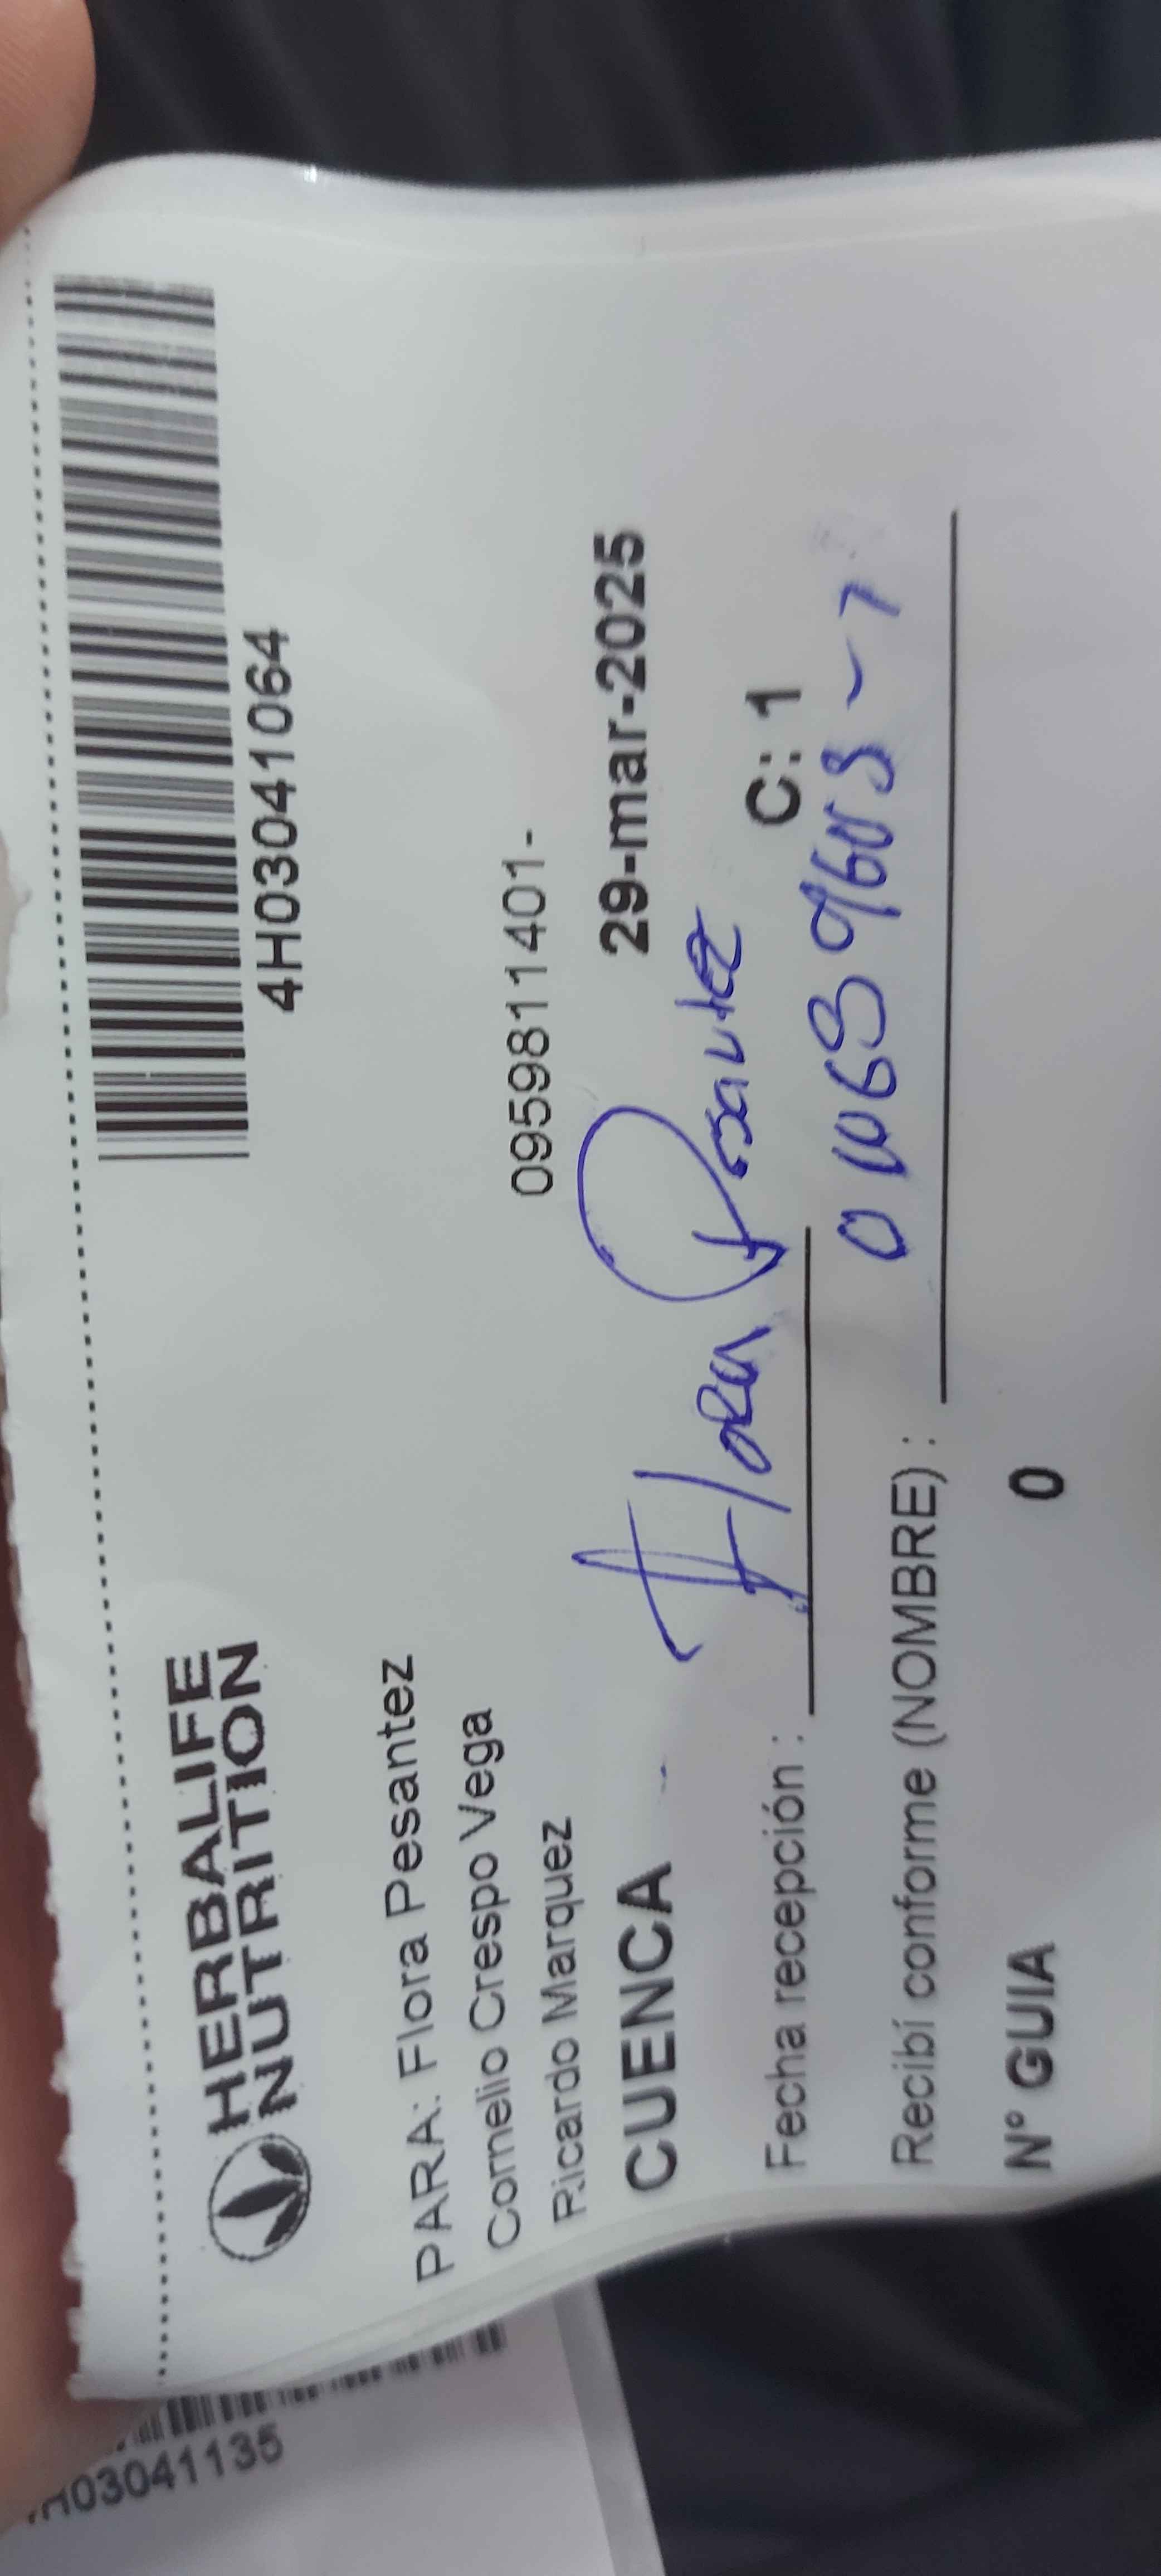 HERBALIFE
NUTRITION
4H03041064
PARA: Flora Pesantez
Cornelio Crespo Vega
0959811401-
Ricardo Marquez
CUENCA
29-mar-2025
Flora Pesantez
Fecha recepción :
C: 1
Recibí conforme (NOMBRE) :
Nº GUIA
0
H03041135